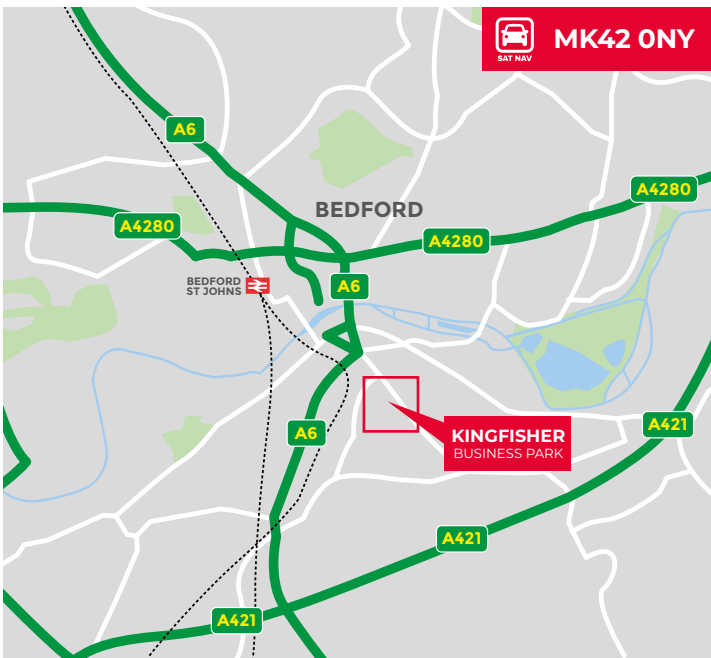 SAT NAV
MK42 0NY
A6
A4280
BEDFORD
A4280
A4280
BEDFORD
ST JOHNS
A6
A421
A6
KINGFISHER
BUSINESS PARK
A421
A421